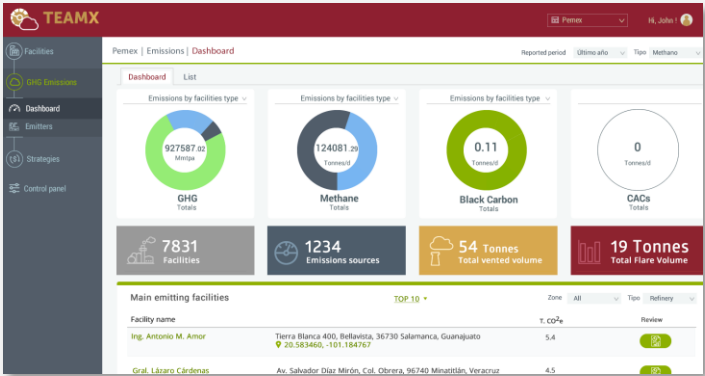 TEAMX
Pemex
Hi, John !
Facilities
GHG Emissions
Dashboard
Emitters
Strategies
Control panel
Pemex | Emissions | Dashboard
Reported period Último año Tipo Methano
Dashboard List
Emissions by facilities type
927587.02
Mmtpa
GHG
Totals
Emissions by facilities type
124081.29
Tonnes/d
Methane
Totals
Emissions by facilities type
0.11
Tonnes/d
Black Carbon
Totals
0
Tonnes/d
CACs
Totals
7831
Facilities
1234
Emissions sources
54 Tonnes
Total vented volume
19 Tonnes
Total Flare Volume
Main emitting facilities
TOP 10
Zone All Tipo Refinery
Facility name
T. CO²e
Review
Ing. Antonio M. Amor
Tierra Blanca 400, Bellavista, 36730 Salamanca, Guanajuato
20.583460, -101.184767
5.4
Gral. Lázaro Cárdenas
Av. Salvador Díaz Mirón, Col. Obrera, 96740 Minatitlán, Veracruz
4.5